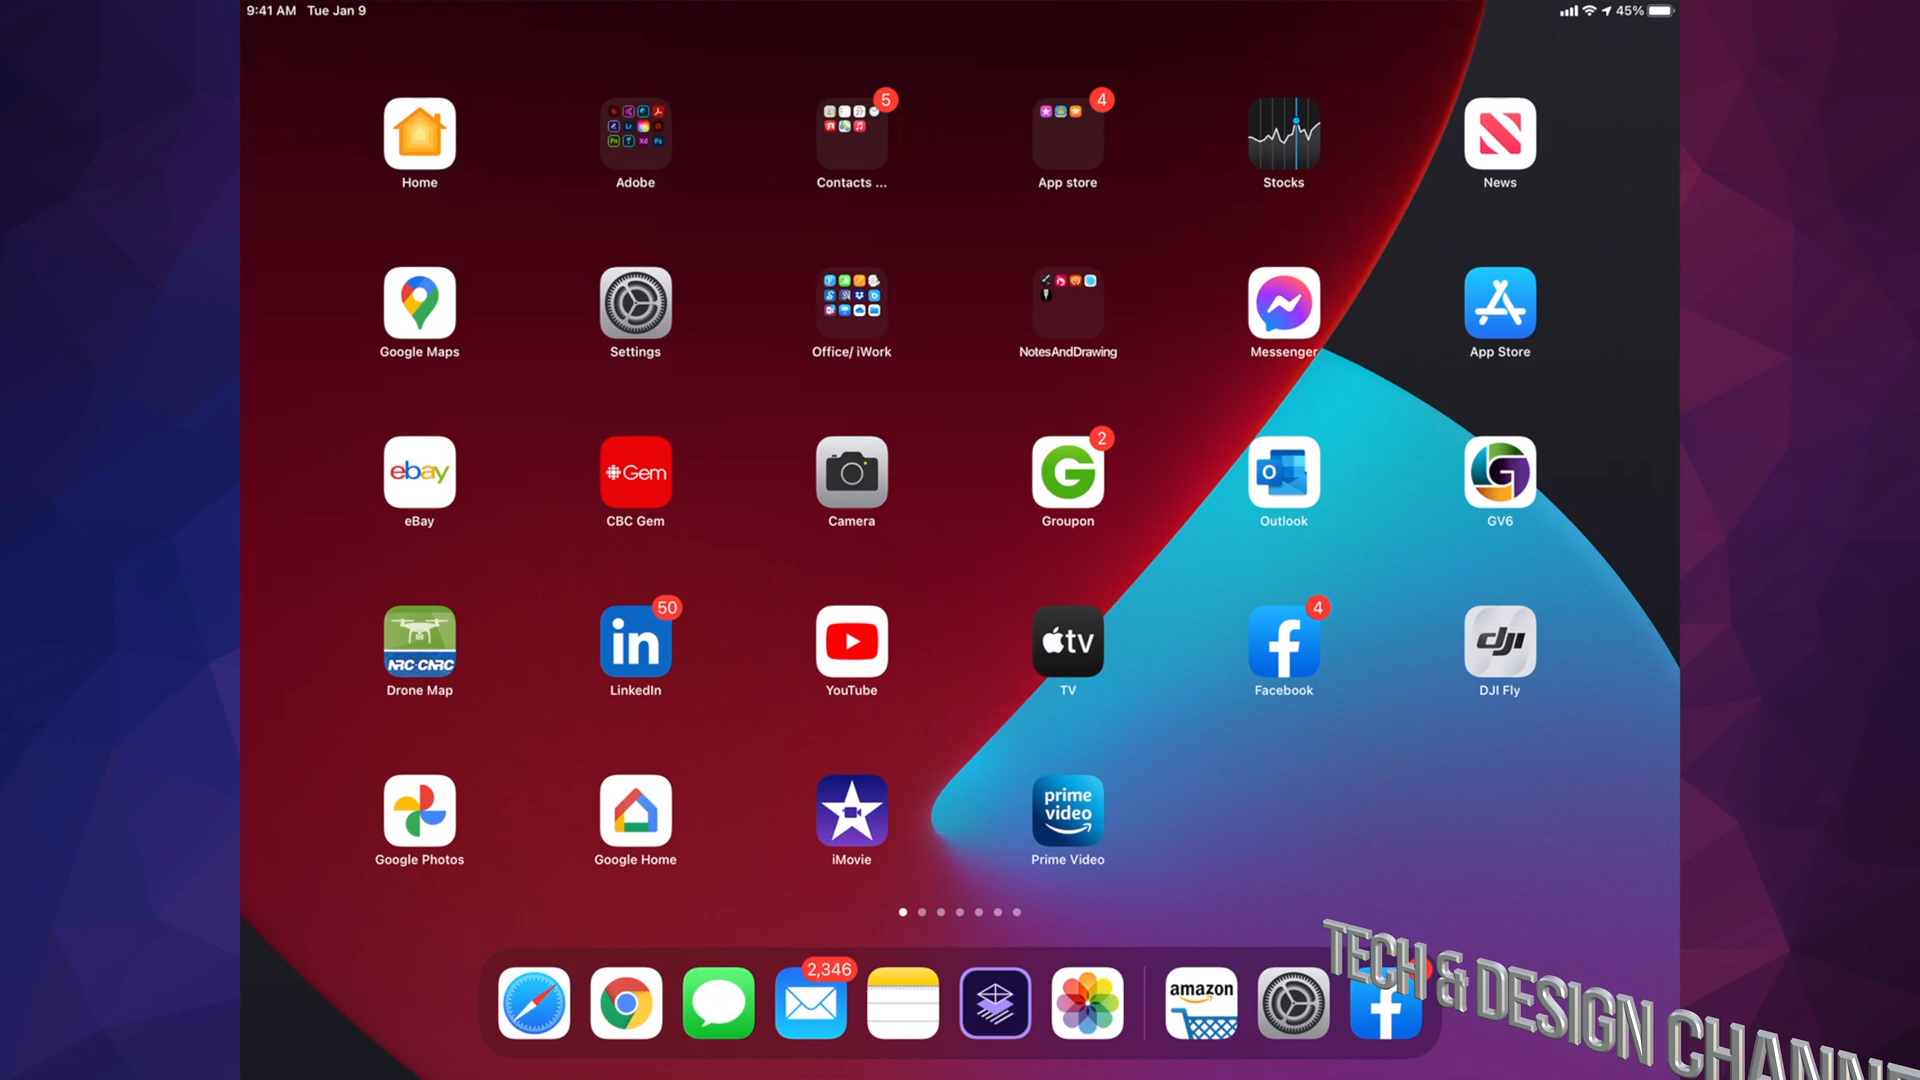 9:41 AM Tue Jan 9
45%
5
4
Home
Adobe
Contacts ...
App store
Stocks
News
Google Maps
Settings
Office/ iWork
NotesAndDrawing
Messenger
App Store
ebay
Gem
2
eBay
CBC Gem
Camera
Groupon
Outlook
GV6
NRC·CNRC
in
50
tv
4
dji
Drone Map
LinkedIn
YouTube
TV
Facebook
DJI Fly
prime
video
Google Photos
Google Home
iMovie
Prime Video
2,346
amazon
TECH & DESIGN CHANNE